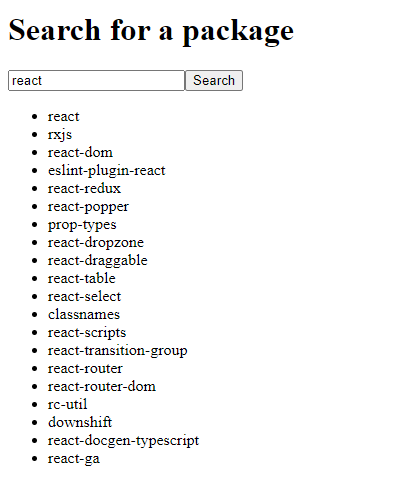 Search for a package
react Search
react
rxjs
react-dom
eslint-plugin-react
react-redux
react-popper
prop-types
react-dropzone
react-draggable
react-table
react-select
classnames
react-scripts
react-transition-group
react-router
react-router-dom
rc-util
downshift
react-docgen-typescript
react-ga